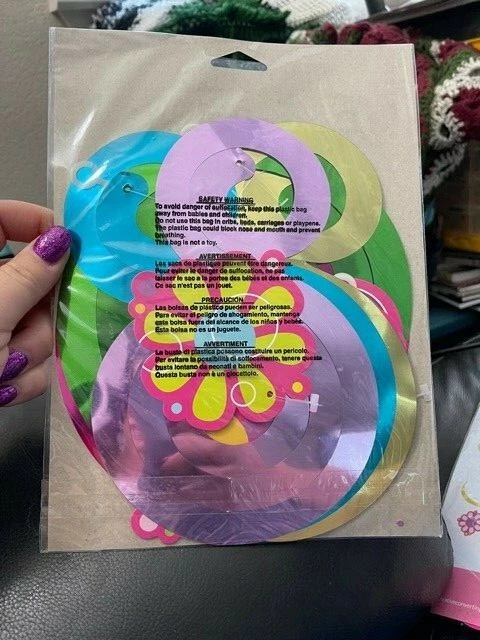 SAFETY WARNING
To avoid danger of suffocation, keep this plastic bag
away from babies and children.
Do not use this bag in cribs, beds, carriages or playpens.
The plastic bag could block nose and mouth and prevent
breathing.
This bag is not a toy.
AVERTISSEMENT
Les sacs de plastique peuvent être dangereux.
Pour éviter le danger de suffocation, ne pas
laisser le sac à la portée des bébés et des enfants.
Ce sac n'est pas un jouet.
PRECAUCIÓN
Las bolsas de plástico pueden ser peligrosas.
Para evitar el peligro de ahogamiento, mantenga
esta bolsa fuera del alcance de los niños y bebés.
Esta bolsa no es un juguete.
AVVERTIMENT
Le buste di plastica possono costituire un pericolo.
Per evitare la possibilità di soffocamento, tenere queste
busta lontano da neonati e bambini.
Questa busta non è un giocattolo.